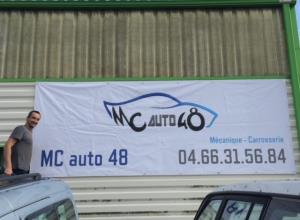 MC AUTO 48
Mécanique - Carrosserie
MC auto 48 04.66.31.56.84